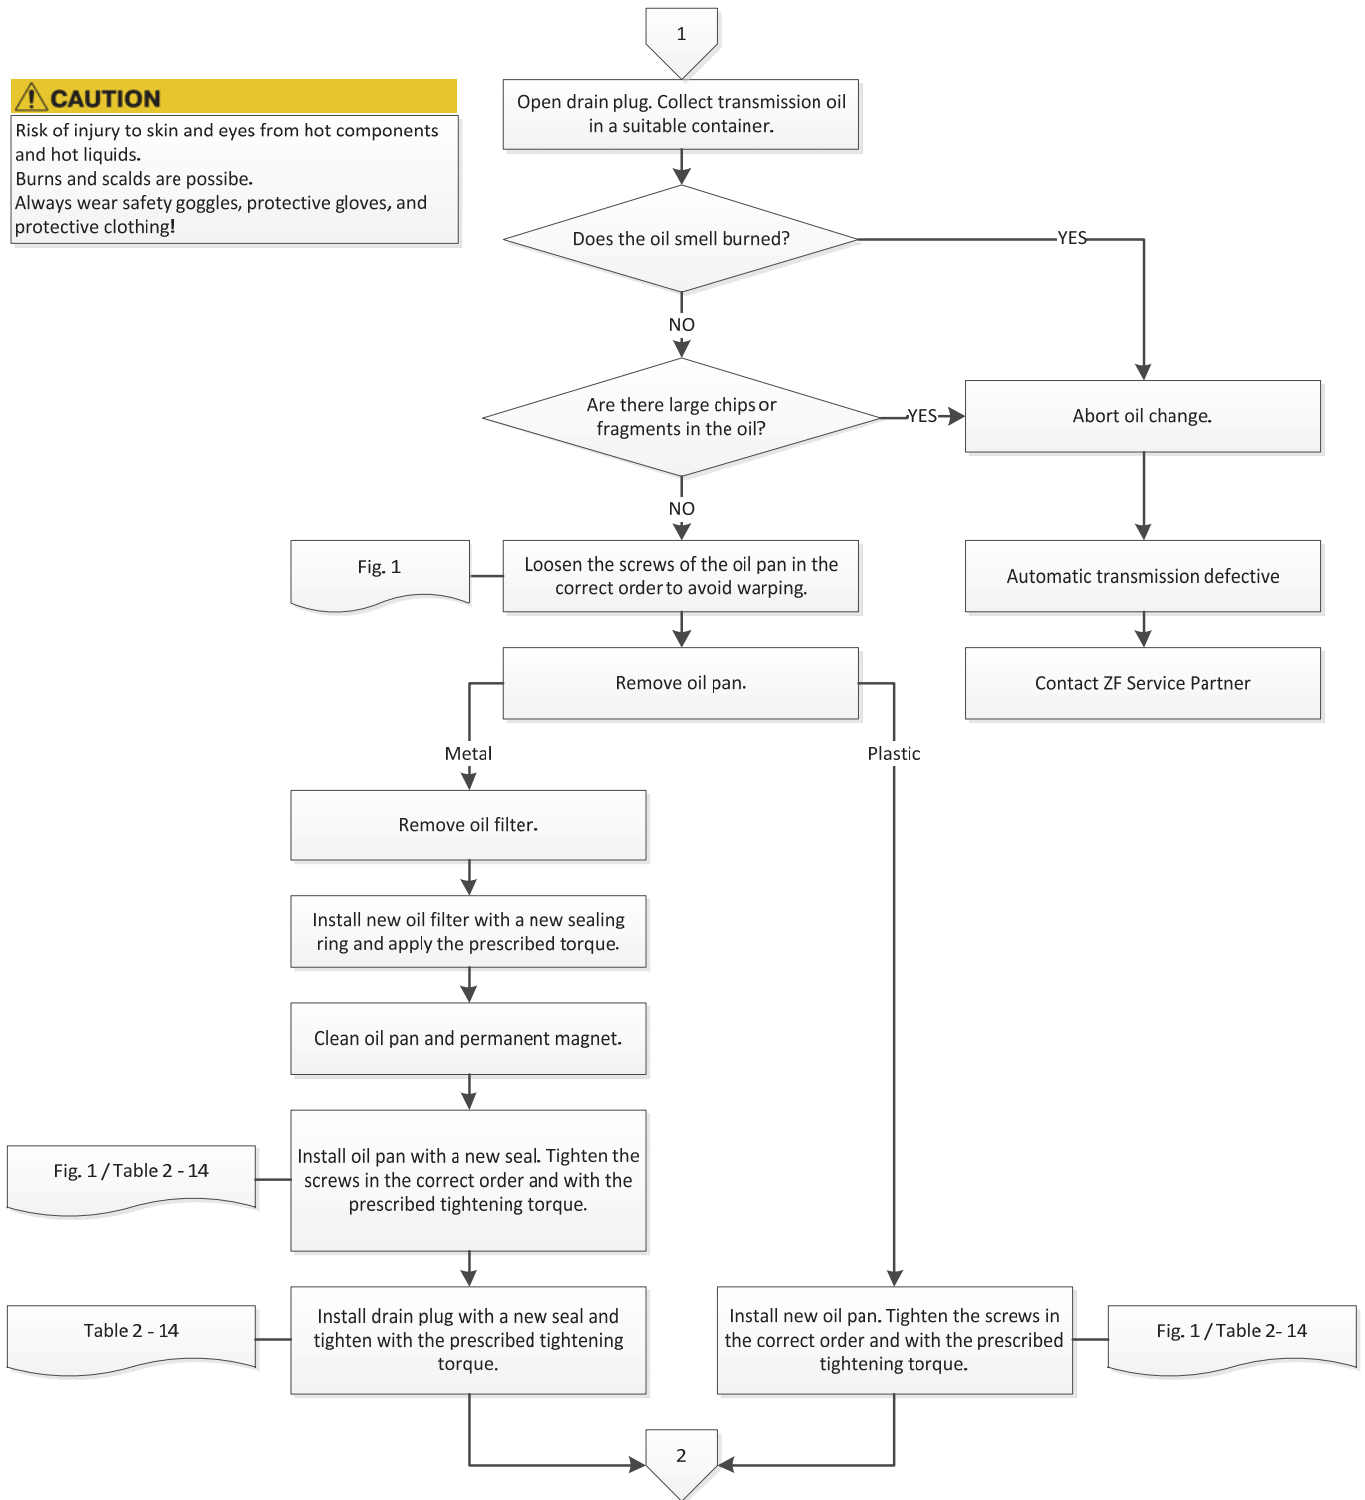 1
CAUTION
Risk of injury to skin and eyes from hot components
and hot liquids.
Burns and scalds are possibe.
Always wear safety goggles, protective gloves, and
protective clothing!
Open drain plug. Collect transmission oil
in a suitable container.
Does the oil smell burned?
YES
NO
Are there large chips or
fragments in the oil?
YES
Abort oil change.
NO
Fig. 1
Loosen the screws of the oil pan in the
correct order to avoid warping.
Automatic transmission defective
Remove oil pan.
Contact ZF Service Partner
Metal
Plastic
Remove oil filter.
Install new oil filter with a new sealing
ring and apply the prescribed torque.
Clean oil pan and permanent magnet.
Fig. 1 / Table 2 - 14
Install oil pan with a new seal. Tighten the
screws in the correct order and with the
prescribed tightening torque.
Table 2 - 14
Install drain plug with a new seal and
tighten with the prescribed tightening
torque.
Install new oil pan. Tighten the screws in
the correct order and with the prescribed
tightening torque.
Fig. 1 / Table 2- 14
2